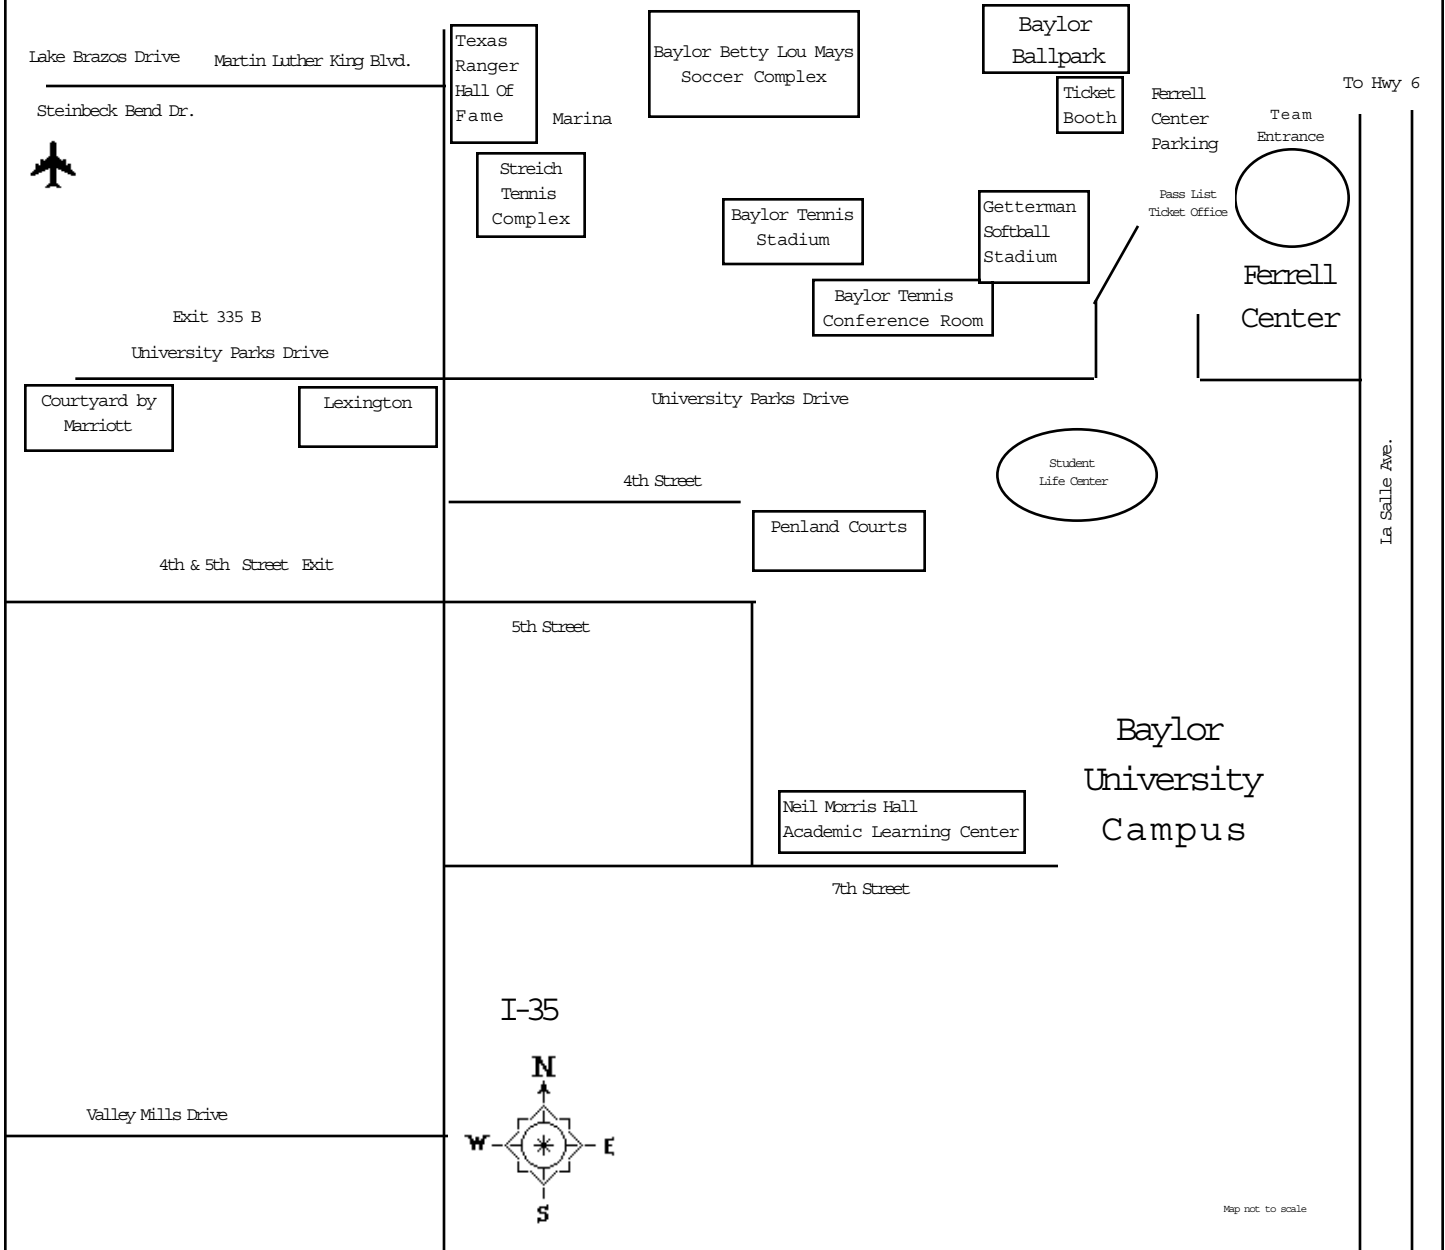 Texas
Ranger
Hall Of
Fame
Baylor Betty Lou Mays
Soccer Complex
Baylor
Ballpark
Lake Brazos Drive
Martin Luther King Blvd.
Steinbeck Bend Dr.
Marina
Ticket
Booth
Ferrell
Center
Parking
Team
Entrance
To Hwy 6
Streich
Tennis
Complex
Baylor Tennis
Stadium
Getterman
Softball
Stadium
Pass List
Ticket Office
Ferrell
Center
Baylor Tennis
Conference Room
Exit 335 B
University Parks Drive
Courtyard by
Marriott
Lexington
University Parks Drive
Student
Life Center
La Salle Ave.
4th Street
Penland Courts
4th & 5th Street Exit
5th Street
Baylor
University
Campus
Neil Morris Hall
Academic Learning Center
7th Street
I-35
N
W
E
S
Valley Mills Drive
Map not to scale